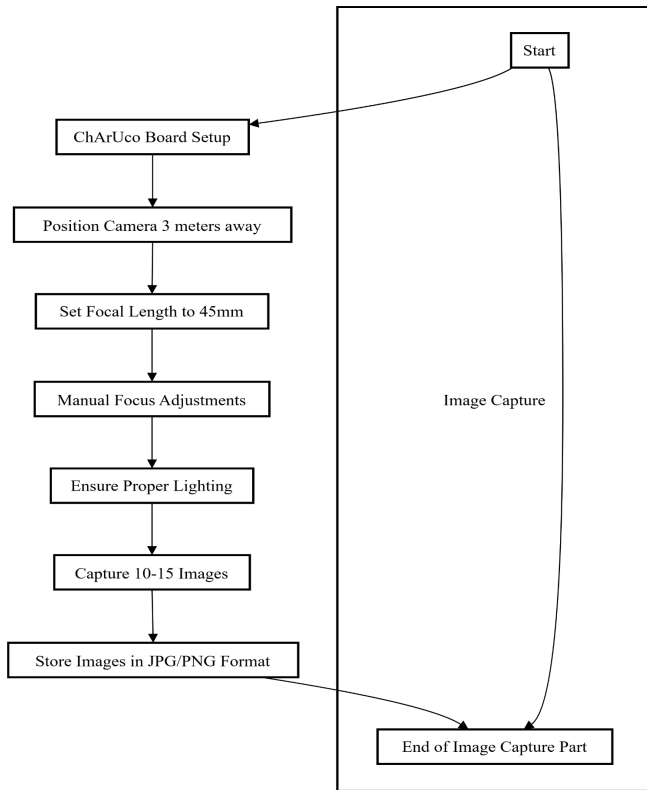 Start
ChArUco Board Setup
Position Camera 3 meters away
Set Focal Length to 45mm
Manual Focus Adjustments
Image Capture
Ensure Proper Lighting
Capture 10-15 Images
Store Images in JPG/PNG Format
End of Image Capture Part